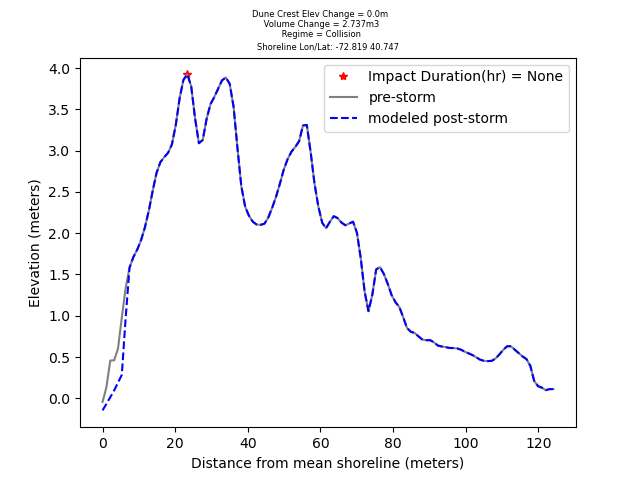 Dune Crest Elev Change = 0.0m
Volume Change = 2.737m3
Regime = Collision
Shoreline Lon/Lat: -72.819 40.747
Impact Duration(hr) = None
pre-storm
modeled post-storm
Elevation (meters)
4.0
3.5
3.0
2.5
2.0
1.5
1.0
0.5
0.0
0 20 40 60 80 100 120
Distance from mean shoreline (meters)